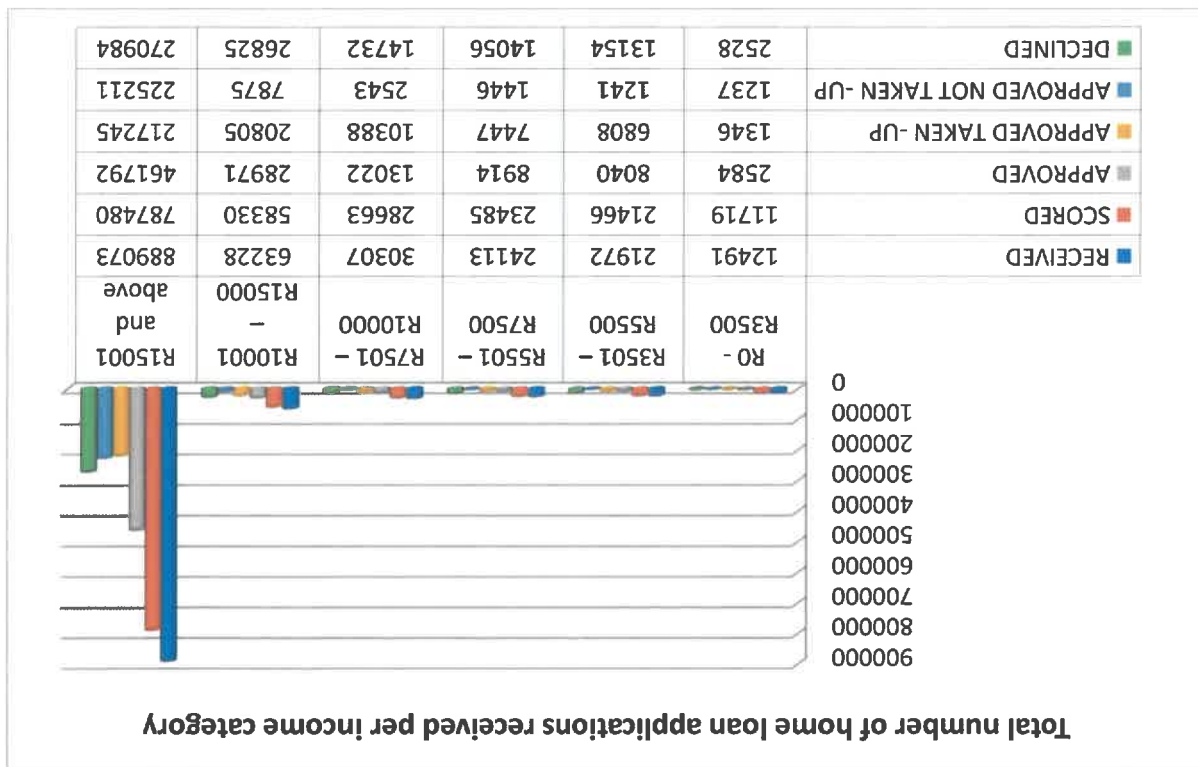 Total number of home loan applications received per income category
900000
800000
700000
600000
500000
400000
300000
200000
100000
0
R0 - R3500 R3501 – R5500 R5501 – R7500 R7501 – R10000 R10001 – R15000 R15001 and above
RECEIVED 12491 21972 24113 30307 63228 889073
SCORED 11719 21466 23485 28663 58330 787480
APPROVED 2584 8040 8914 13022 28971 461792
APPROVED TAKEN -UP 1346 6808 7447 10388 20805 217245
APPROVED NOT TAKEN -UP 1237 1241 1446 2543 7875 225211
DECLINED 2528 13154 14056 14732 26825 270984